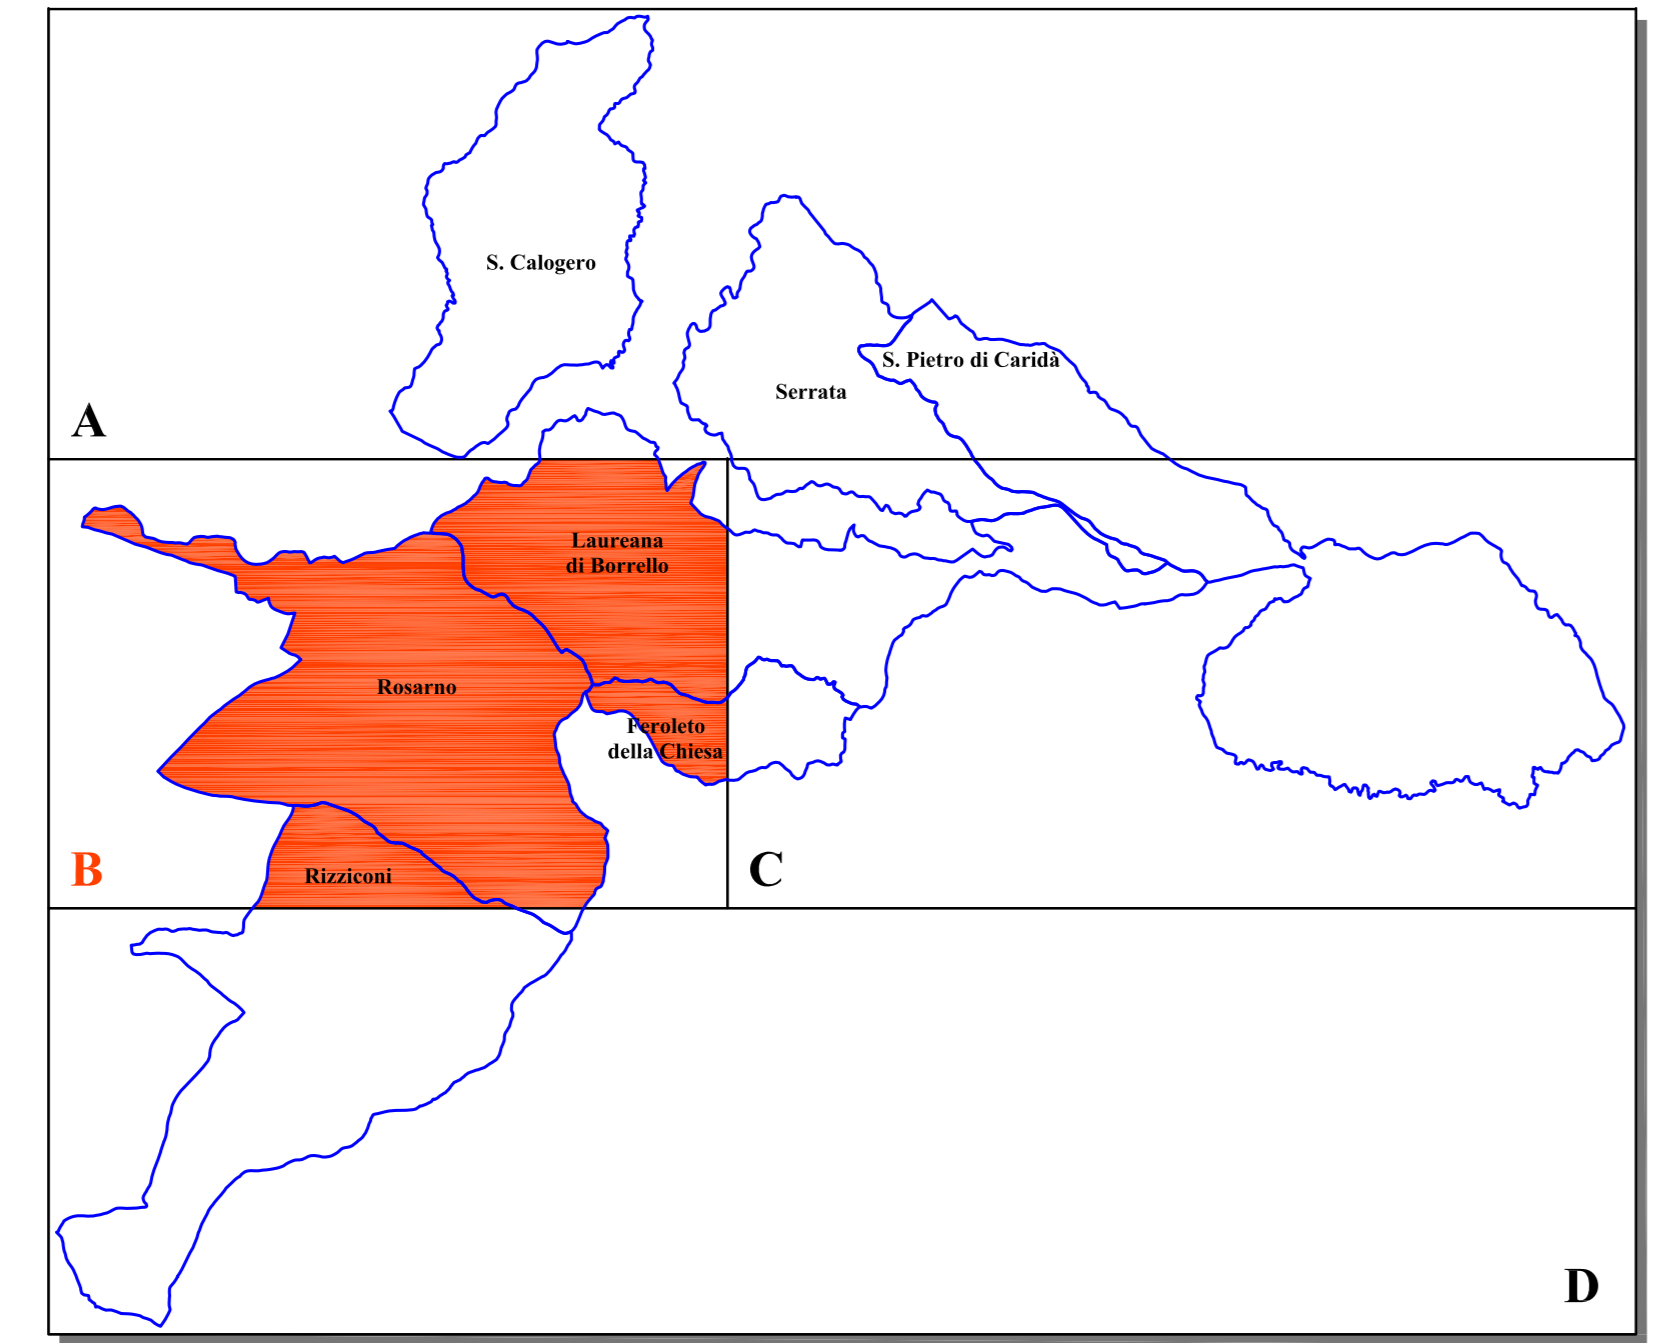 S. Calogero
S. Pietro di Caridà
Serrata
A
Laureana
di Borrello
Rosarno
Feroleto
della Chiesa
B
Rizziconi
C
D